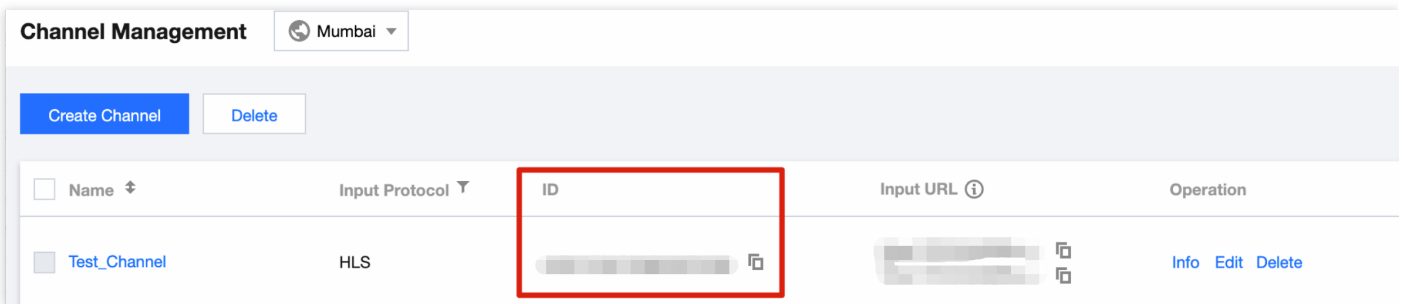 Channel Management Mumbai
Create Channel Delete
Name Input Protocol ID Input URL Operation
Test_Channel HLS Info Edit Delete